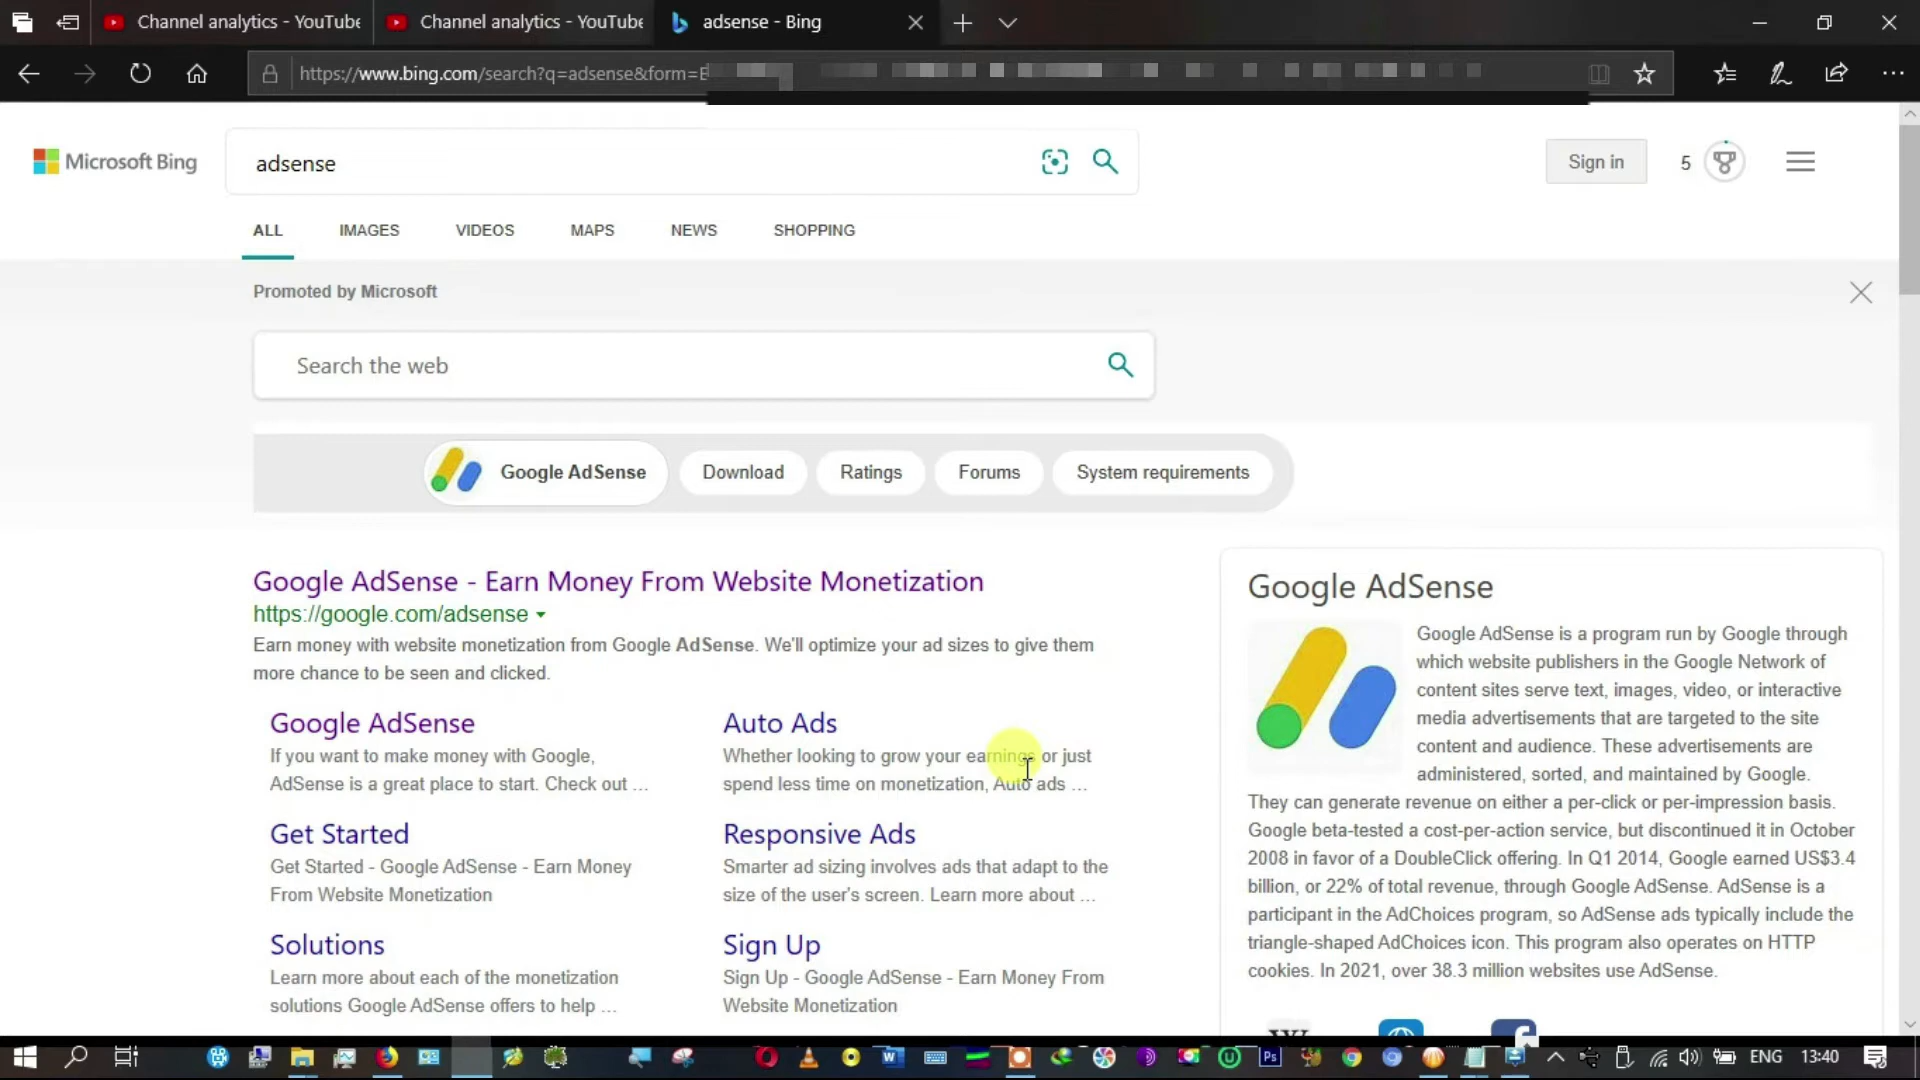 Channel analytics - YouTube
Channel analytics - YouTube
adsense - Bing
https://www.bing.com/search?q=adsense&form=
Microsoft Bing
adsense
Sign in
5
ALL
IMAGES
VIDEOS
MAPS
NEWS
SHOPPING
Promoted by Microsoft
Search the web
Google AdSense
Download
Ratings
Forums
System requirements
Google AdSense - Earn Money From Website Monetization
https://google.com/adsense
Earn money with website monetization from Google AdSense. We'll optimize your ad sizes to give them
more chance to be seen and clicked.
Google AdSense
If you want to make money with Google,
AdSense is a great place to start. Check out ...
Auto Ads
Whether looking to grow your earnings or just
spend less time on monetization, Auto ads ...
Get Started
Get Started - Google AdSense - Earn Money
From Website Monetization
Responsive Ads
Smarter ad sizing involves ads that adapt to the
size of the user's screen. Learn more about ...
Solutions
Learn more about each of the monetization
solutions Google AdSense offers to help ...
Sign Up
Sign Up - Google AdSense - Earn Money From
Website Monetization
Google AdSense
Google AdSense is a program run by Google through
which website publishers in the Google Network of
content sites serve text, images, video, or interactive
media advertisements that are targeted to the site
content and audience. These advertisements are
administered, sorted, and maintained by Google.
They can generate revenue on either a per-click or per-impression basis.
Google beta-tested a cost-per-action service, but discontinued it in October
2008 in favor of a DoubleClick offering. In Q1 2014, Google earned US$3.4
billion, or 22% of total revenue, through Google AdSense. AdSense is a
participant in the AdChoices program, so AdSense ads typically include the
triangle-shaped AdChoices icon. This program also operates on HTTP
cookies. In 2021, over 38.3 million websites use AdSense.
W
Ps
ENG
13:40